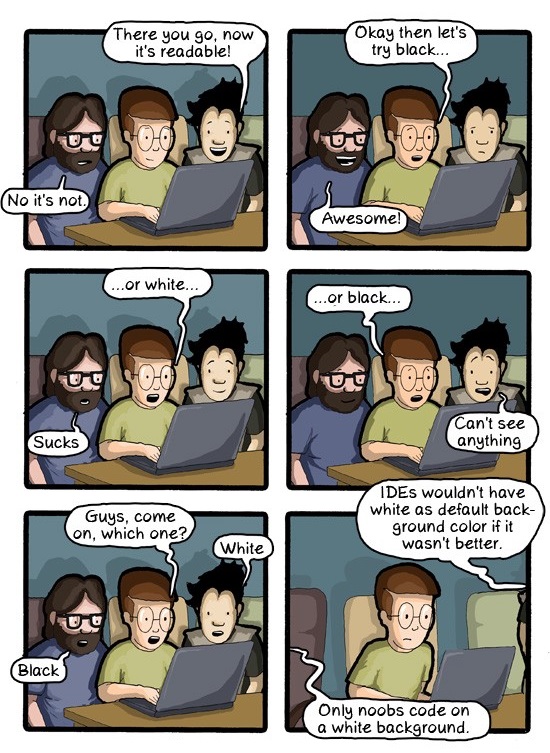 There you go, now
it's readable!
No it's not.
Okay then let's
try black...
Awesome!
...or white...
Sucks
...or black...
Can't see
anything
Guys, come
on, which one?
White
Black
IDEs wouldn't have
white as default back-
ground color if it
wasn't better.
Only noobs code on
a white background.